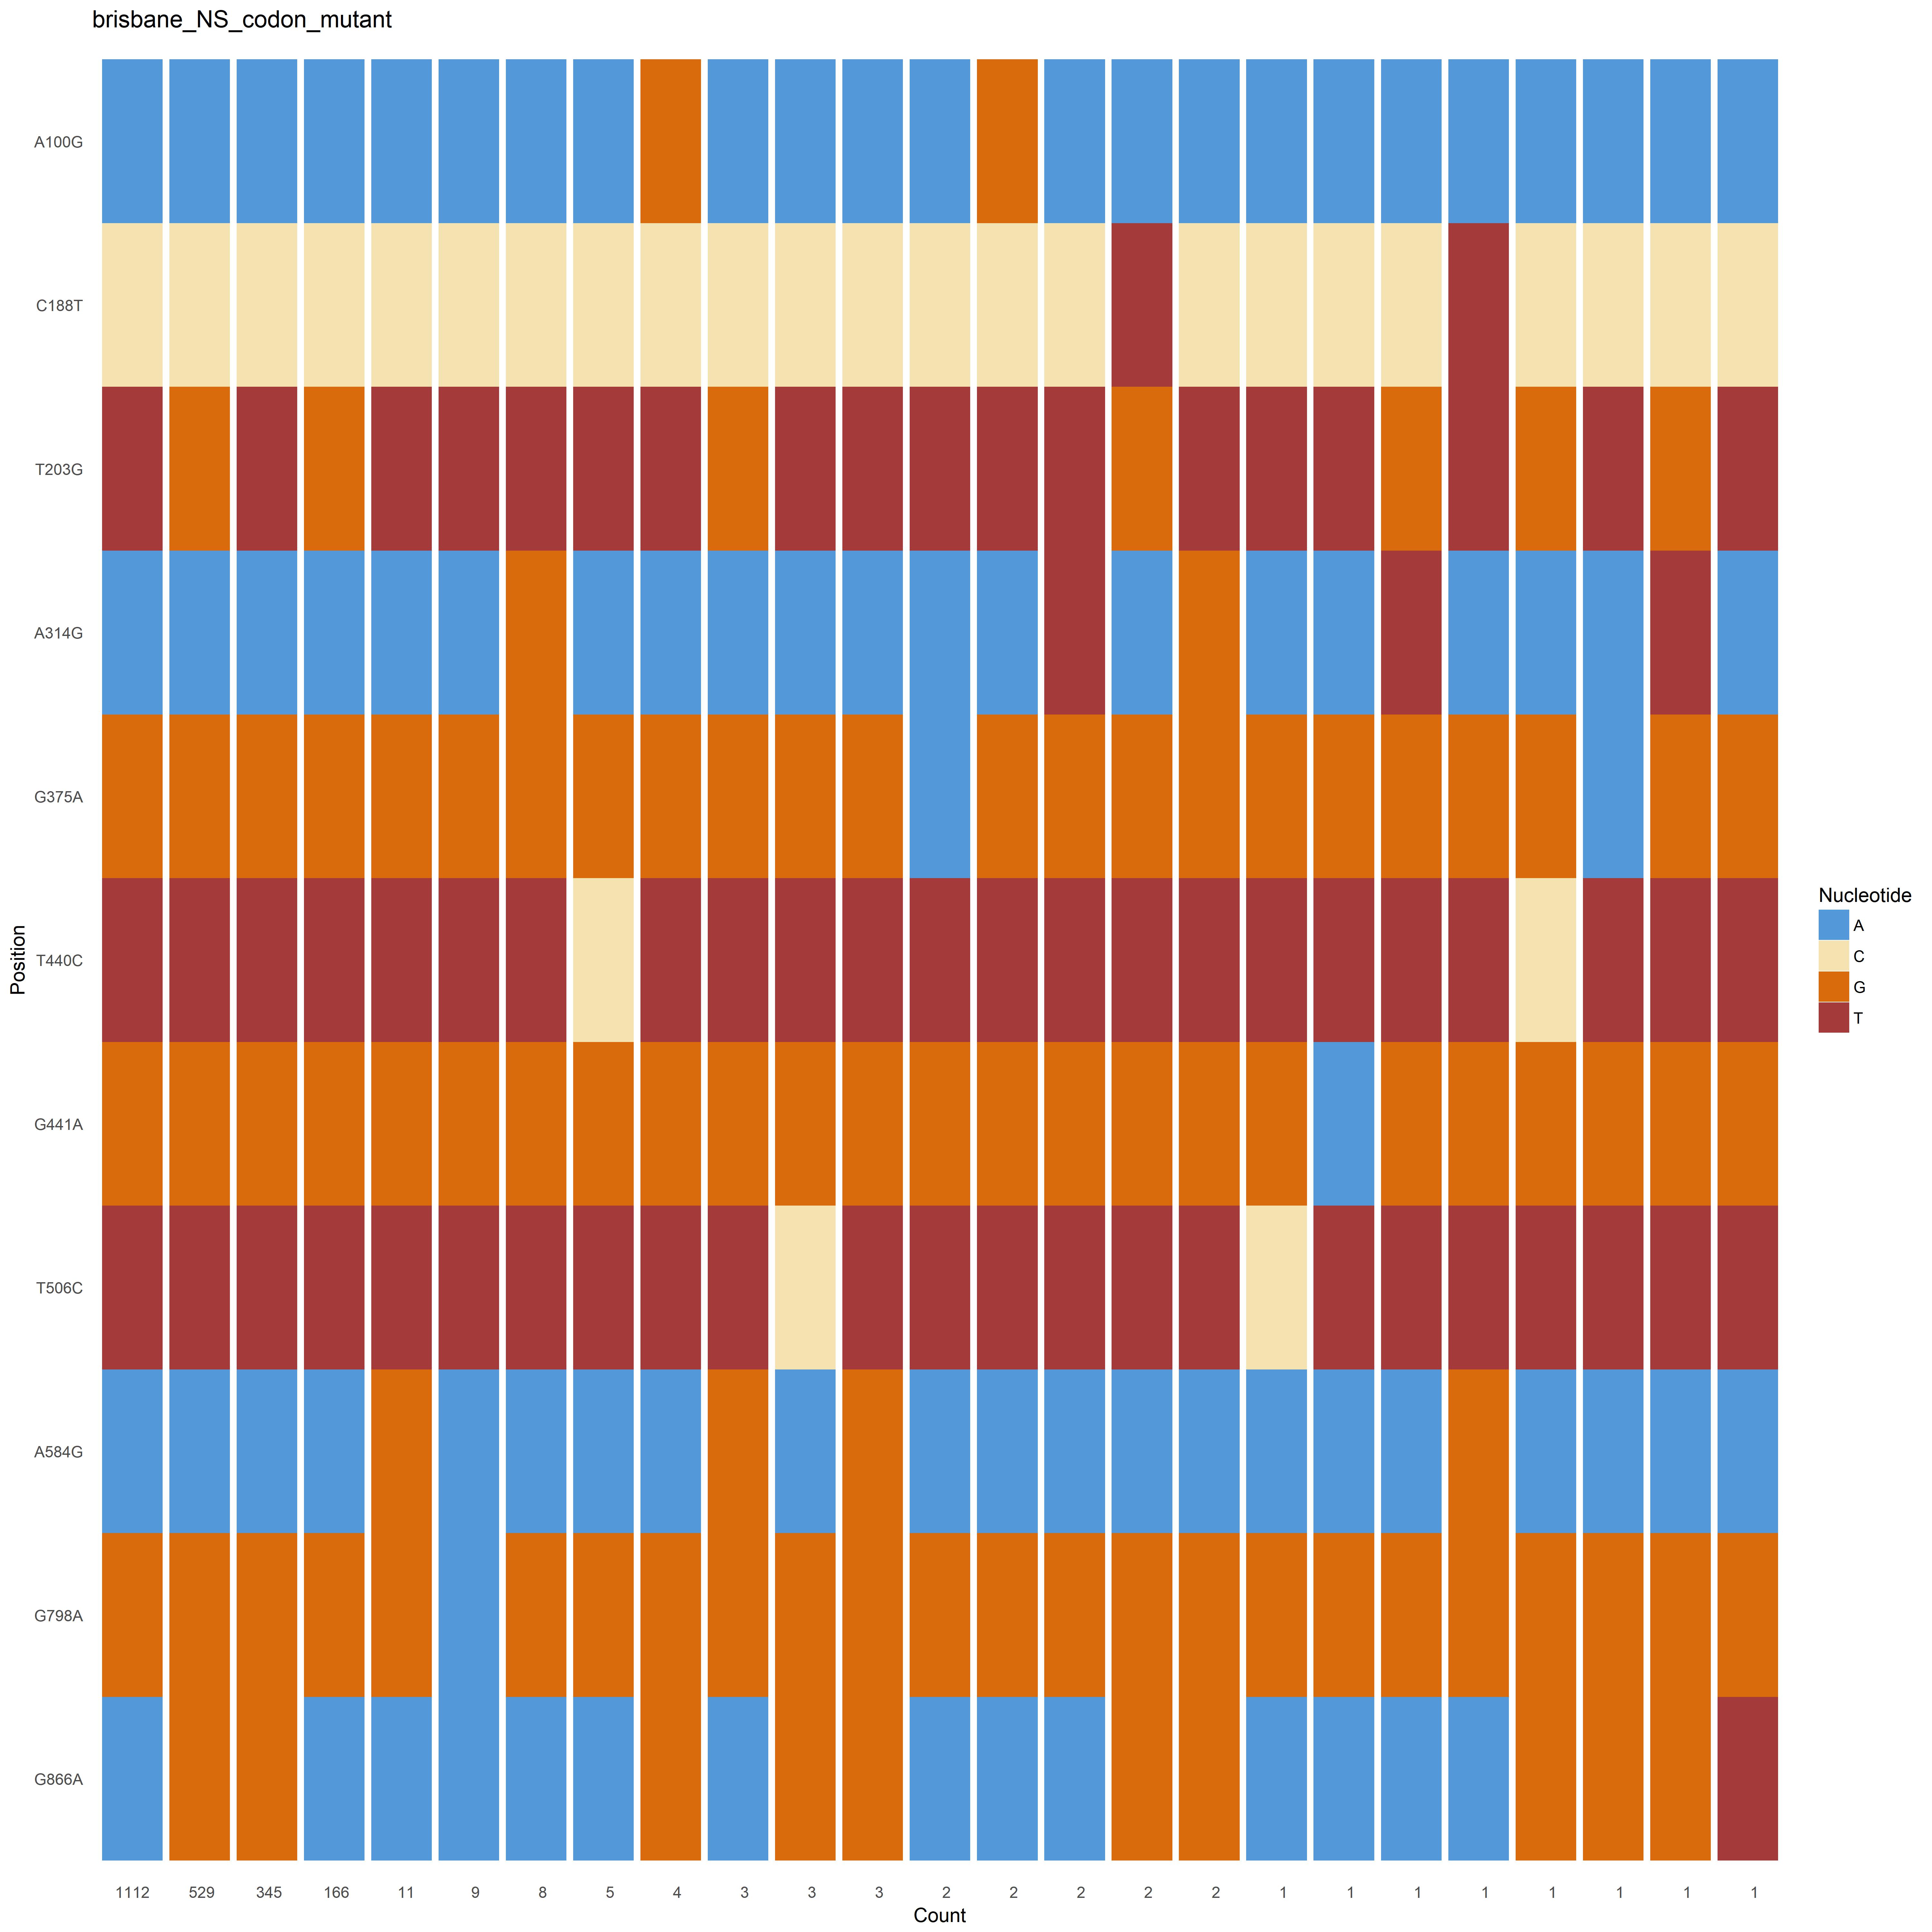 brisbane_NS_codon_mutant
A100G
C188T
T203G
A314G
G375A
T440C
G441A
T506C
A584G
G798A
G866A
Position
Nucleotide
A
C
G
T
1112 529 345 166 11 9 8 5 4 3 3 3 2 2 2 2 2 1 1 1 1 1 1 1 1
Count